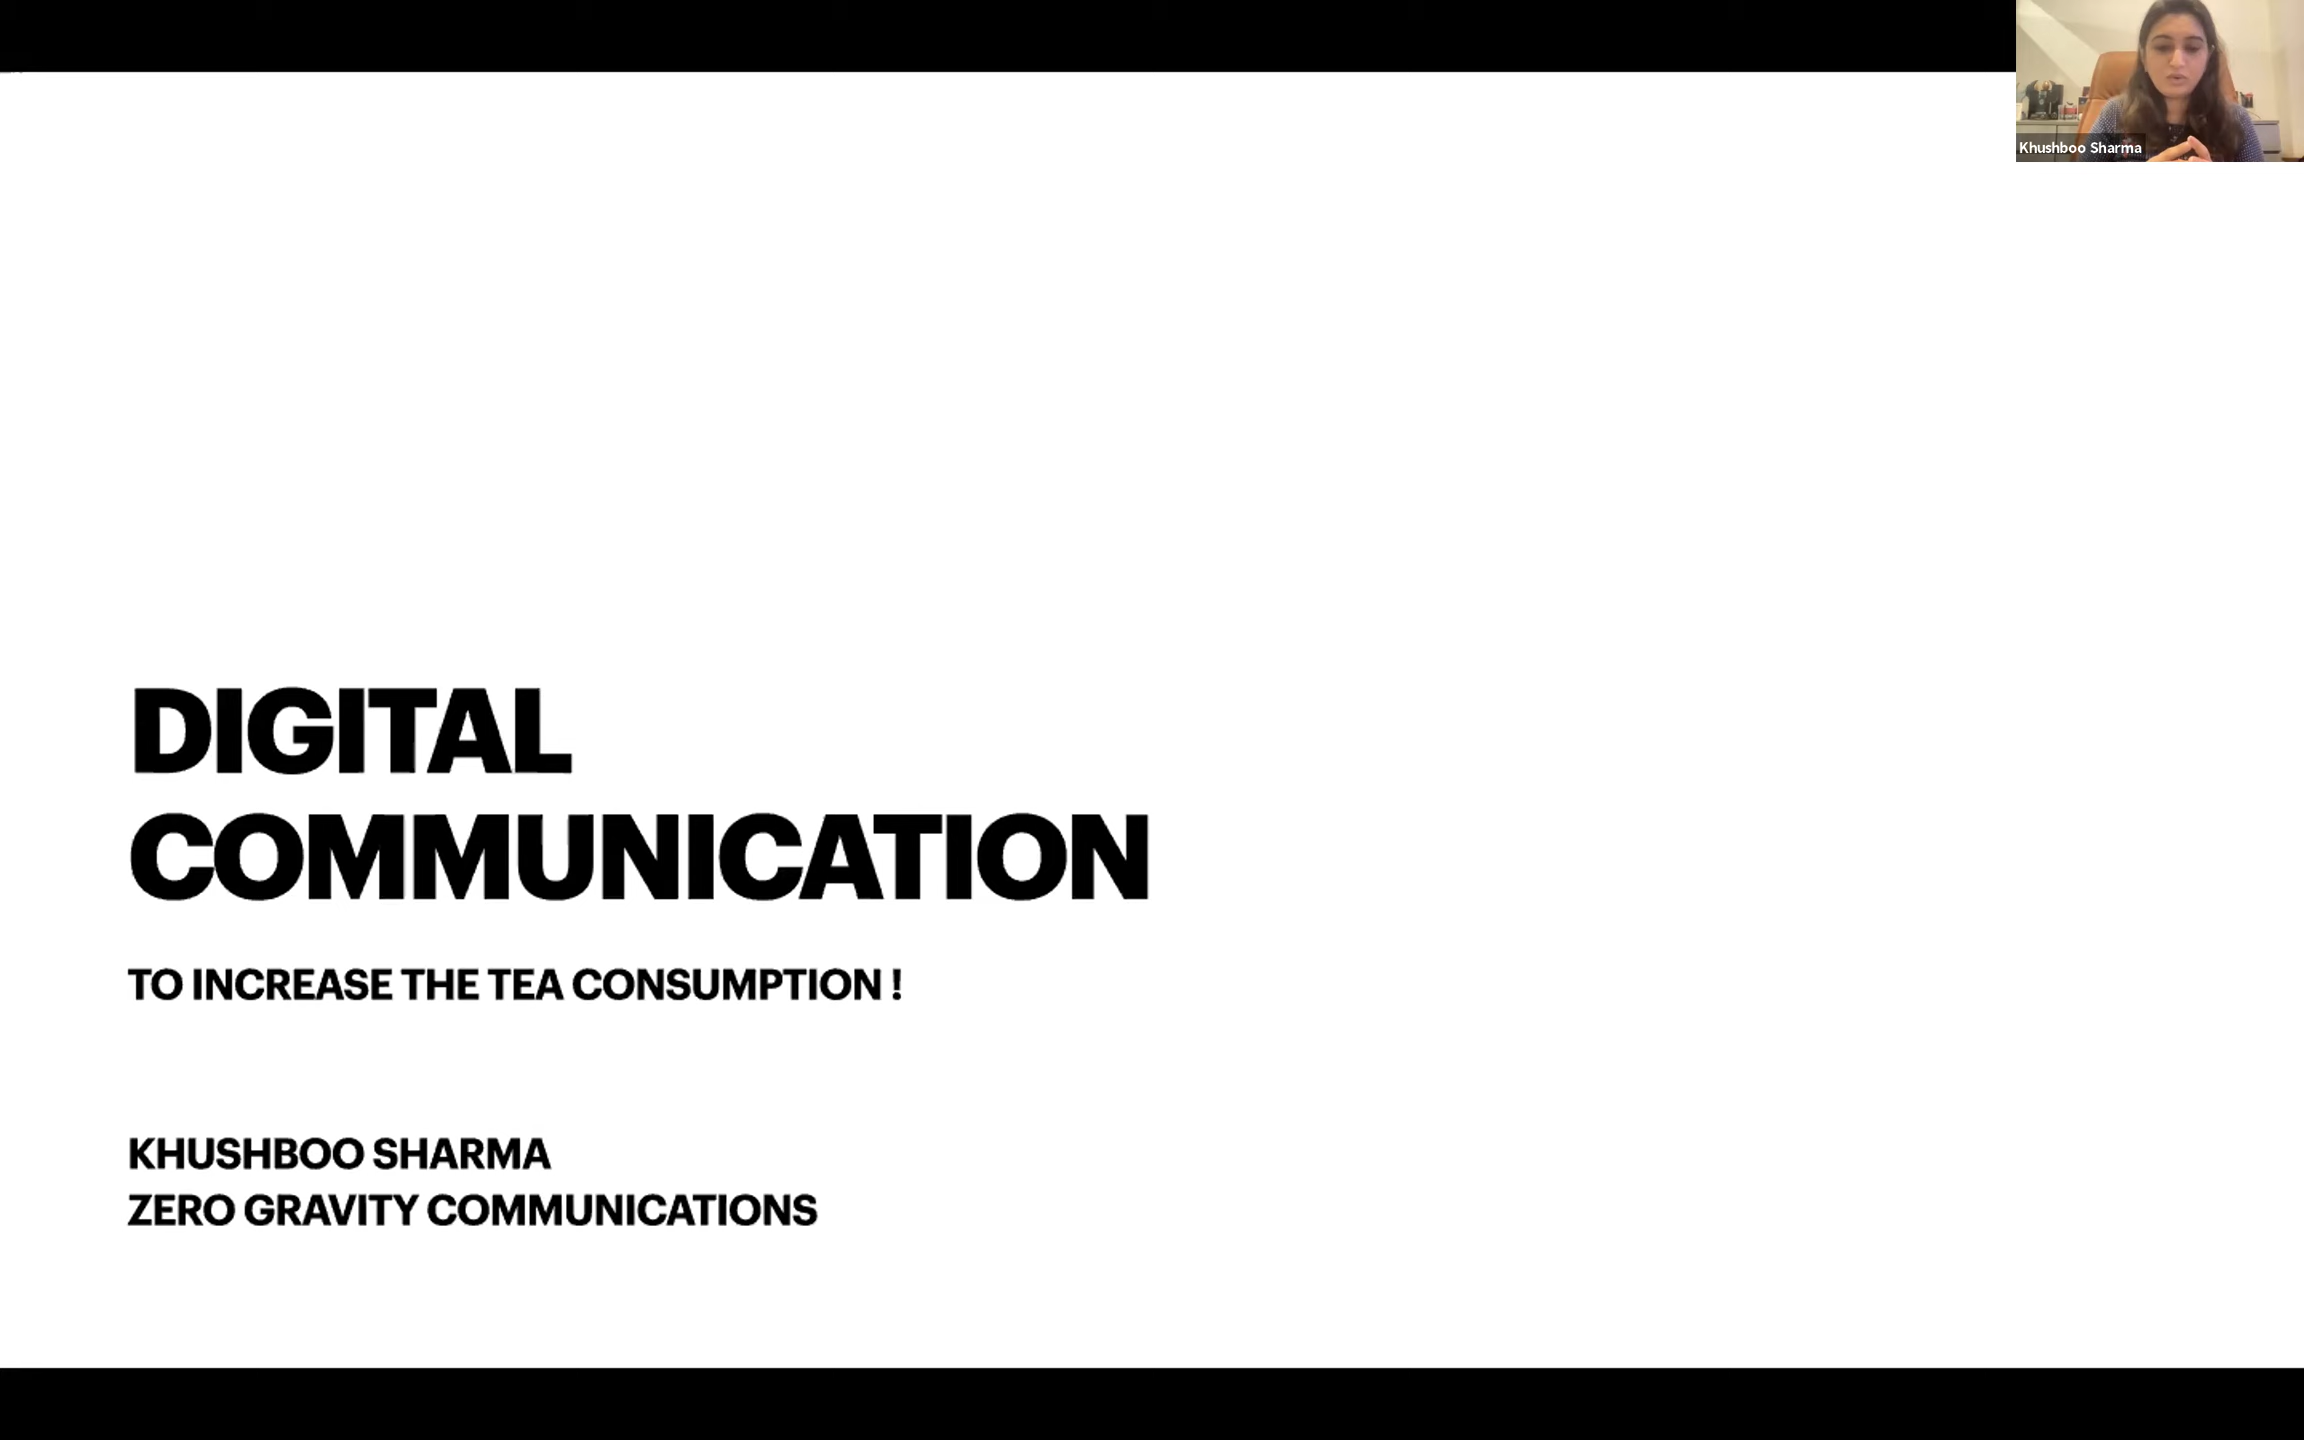 Khushboo Sharma
DIGITAL
COMMUNICATION
TO INCREASE THE TEA CONSUMPTION !
KHUSHBOO SHARMA
ZERO GRAVITY COMMUNICATIONS